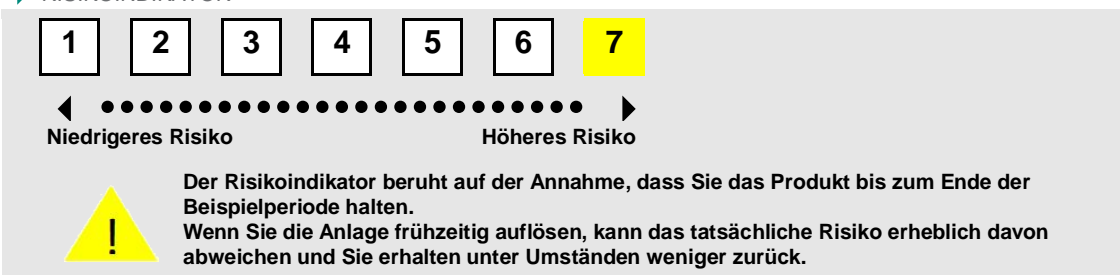 RISIKOINDIKATOR
1 2 3 4 5 6 7
Niedrigeres Risiko Höheres Risiko
Der Risikoindikator beruht auf der Annahme, dass Sie das Produkt bis zum Ende der
Beispielperiode halten.
!
Wenn Sie die Anlage frühzeitig auflösen, kann das tatsächliche Risiko erheblich davon
abweichen und Sie erhalten unter Umständen weniger zurück.